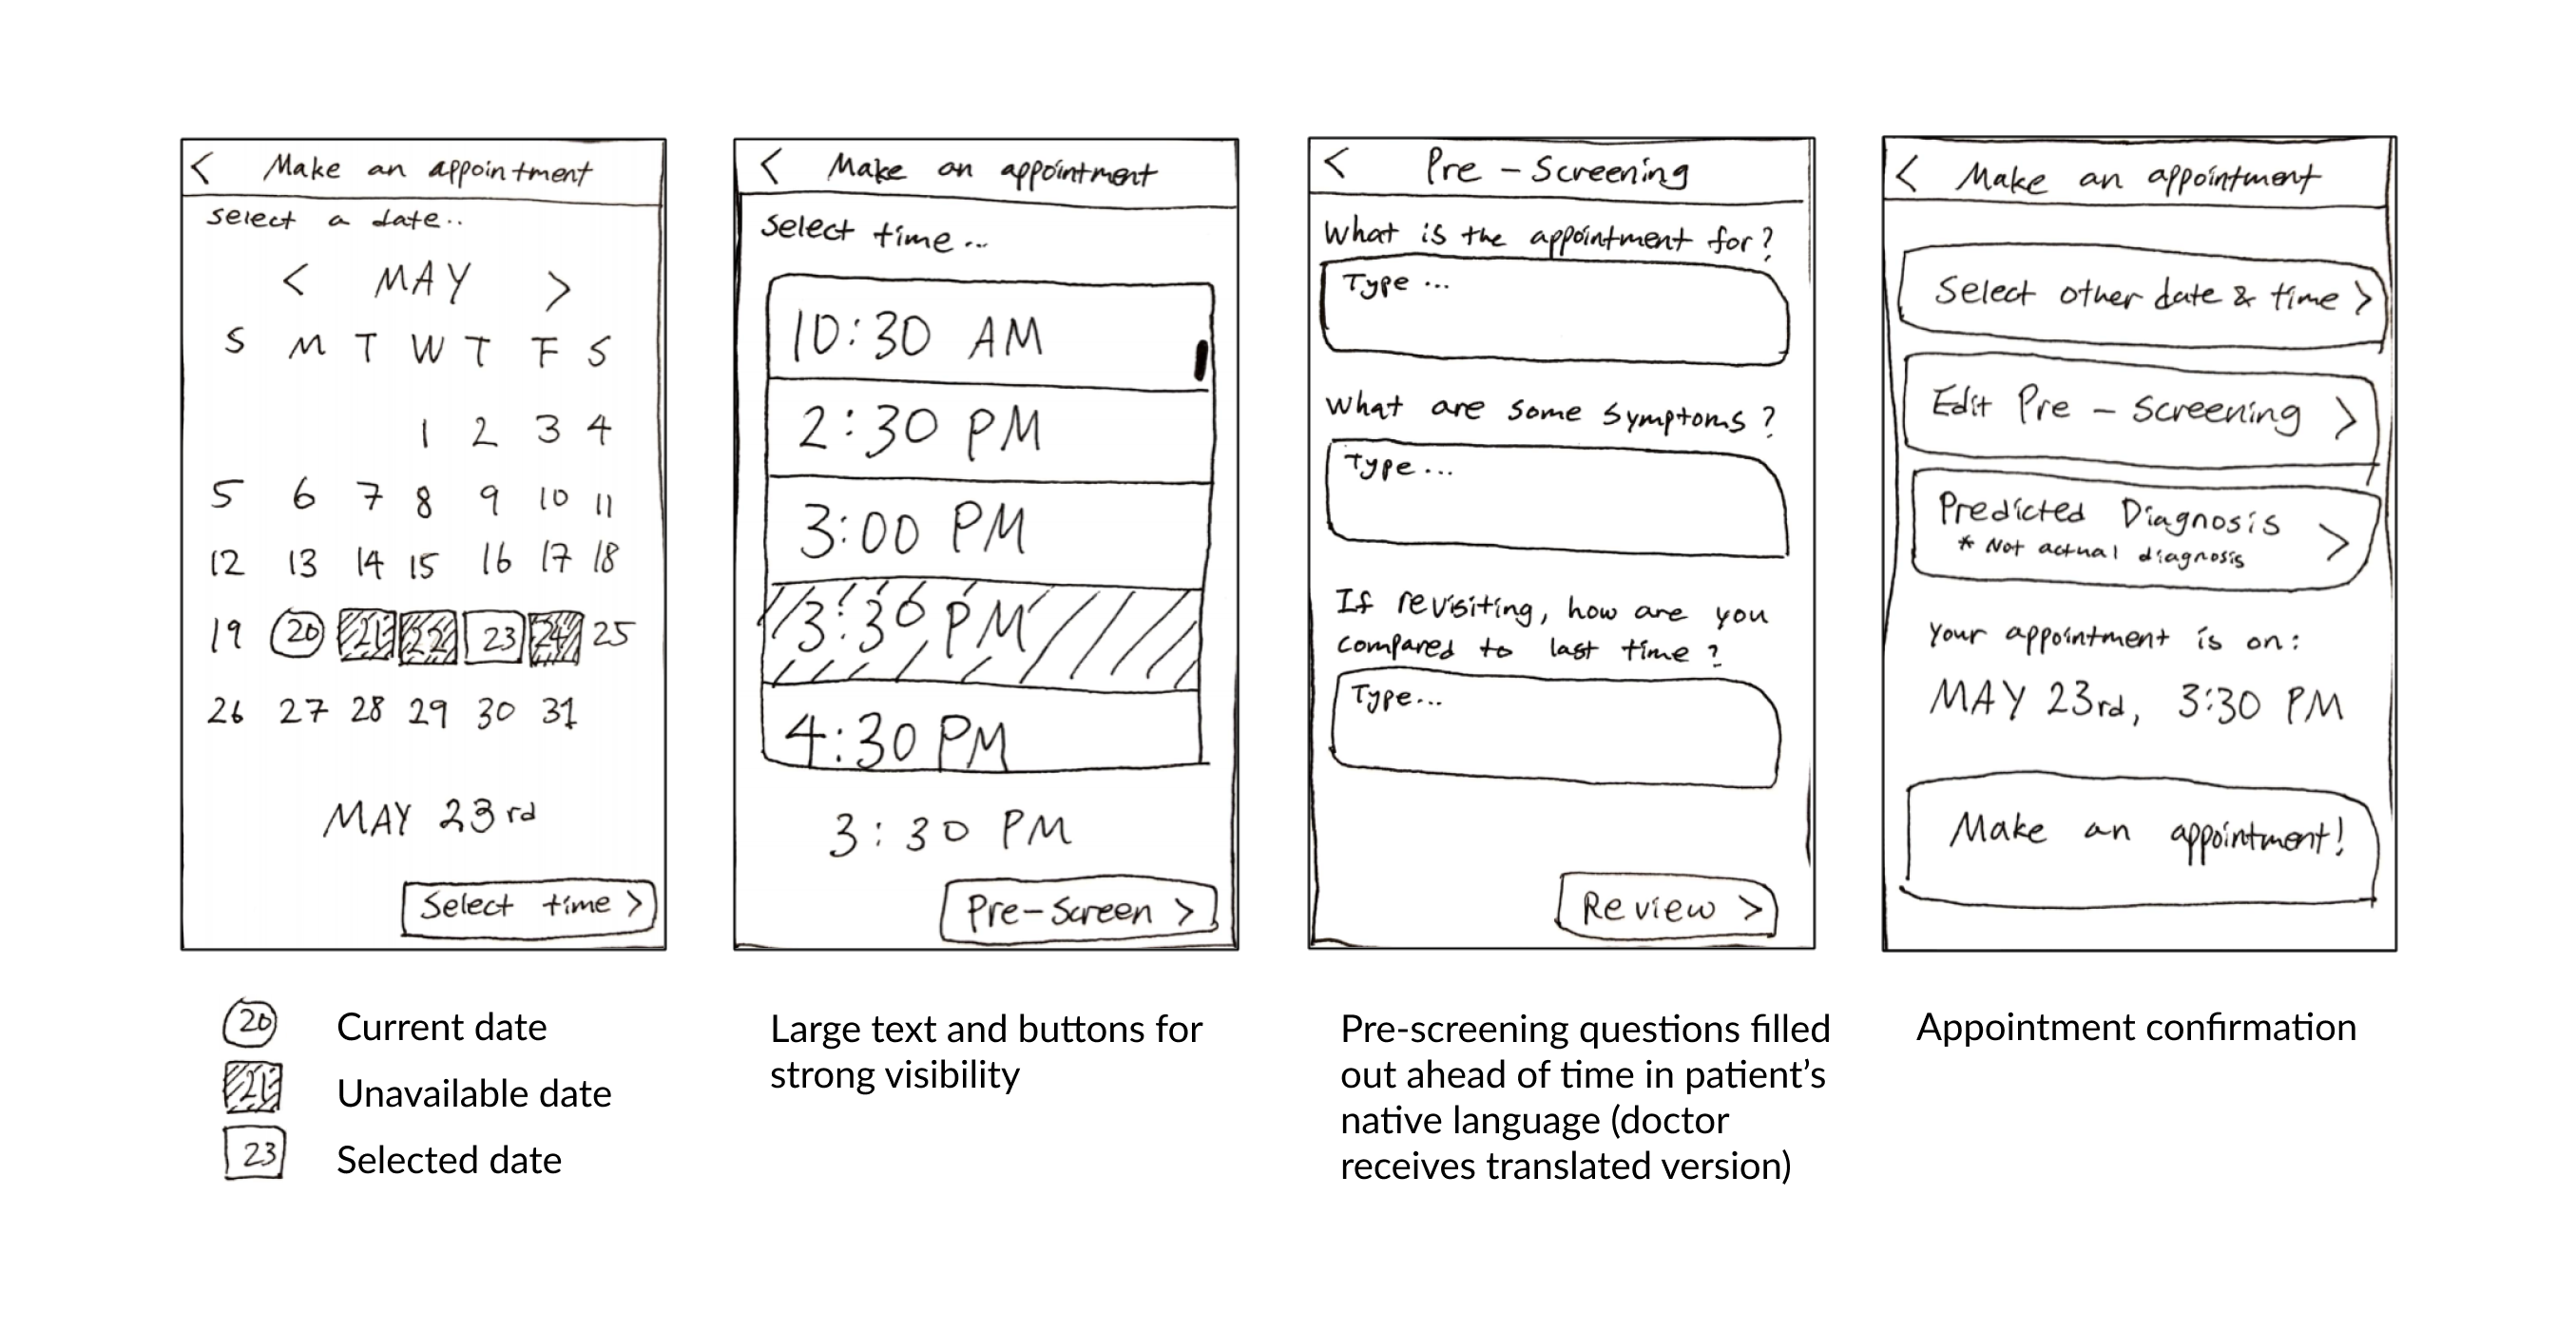 < Make an appointment
select a date..
< MAY >
S M T W T F S
1 2 3 4
5 6 7 8 9 10 11
12 13 14 15 16 17 18
19 20 21 22 23 24 25
26 27 28 29 30 31
MAY 23rd
Select time >
20 Current date
21 Unavailable date
23 Selected date
< Make an appointment
Select time...
10:30 AM
2:30 PM
3:00 PM
3:30 PM
4:30 PM
3:30 PM
Pre-Screen >
Large text and buttons for
strong visibility
< Pre-Screening
What is the appointment for?
Type...
What are some symptoms?
Type...
If revisiting, how are you
compared to last time?
Type...
Review >
Pre-screening questions filled
out ahead of time in patient's
native language (doctor
receives translated version)
< Make an appointment
Select other date & time >
Edit Pre-Screening >
Predicted Diagnosis >
* Not actual diagnosis
Your appointment is on:
MAY 23rd, 3:30 PM
Make an appointment!
Appointment confirmation